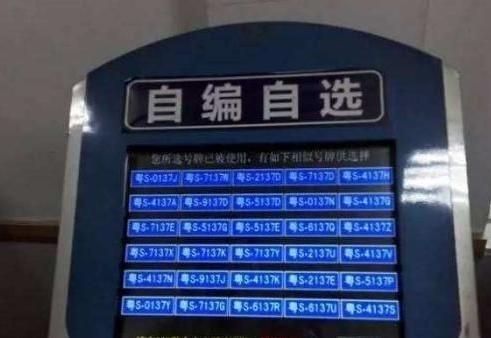 自编自选
您所选号牌已被使用，有如下相似号牌供选择
粤S-0137J 粤S-7137W 粤S-2137D 粤S-7137D 粤S-4137H
粤S-4137A 粤S-9137D 粤S-5137D 粤S-0137N 粤S-4137G
粤S-7137E 粤S-5137G 粤S-5137E 粤S-6137Q 粤S-4137Z
粤S-7137X 粤S-7137K 粤S-7137Y 粤S-2137U 粤S-4137V
粤S-4137N 粤S-9137J 粤S-4137K 粤S-2137E 粤S-5137P
粤S-0137Y 粤S-7137G 粤S-6137R 粤S-6137U 粤S-4137S